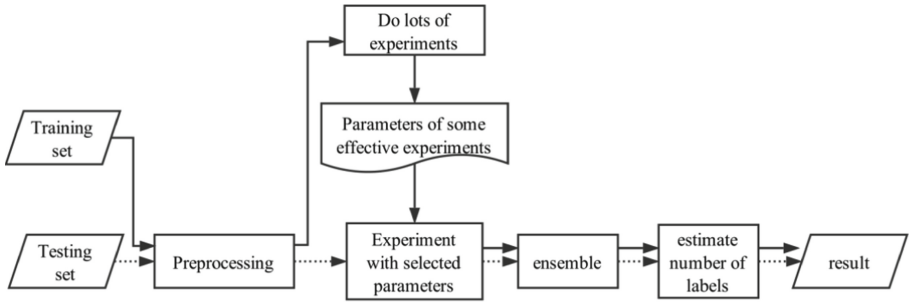 Do lots of
experiments
Training
set
Parameters of some
effective experiments
Testing
set
Preprocessing
Experiment
with selected
parameters
ensemble
estimate
number of
labels
result